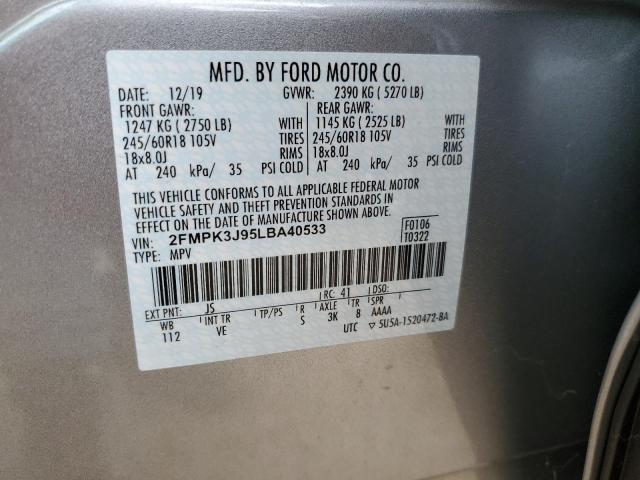 MFD. BY FORD MOTOR CO.
DATE: 12/19 GVWR: 2390 KG ( 5270 LB)
FRONT GAWR: REAR GAWR:
1247 KG ( 2750 LB) WITH 1145 KG ( 2525 LB) WITH
245/60R18 105V TIRES 245/60R18 105V TIRES
18x8.0J RIMS 18x8.0J RIMS
AT 240 kPa/ 35 PSI COLD AT 240 kPa/ 35 PSI COLD
THIS VEHICLE CONFORMS TO ALL APPLICABLE FEDERAL MOTOR
VEHICLE SAFETY AND THEFT PREVENTION STANDARDS IN
EFFECT ON THE DATE OF MANUFACTURE SHOWN ABOVE.
VIN: 2FMPK3J95LBA40533 F0106
TYPE: MPV T0322
EXT PNT: JS RC: 41 DSO:
WB INT TR TP/PS R AXLE TR SPR
112 VE S 3K 8 AAAA
UTC ▽ 5U5A-1520472-BA